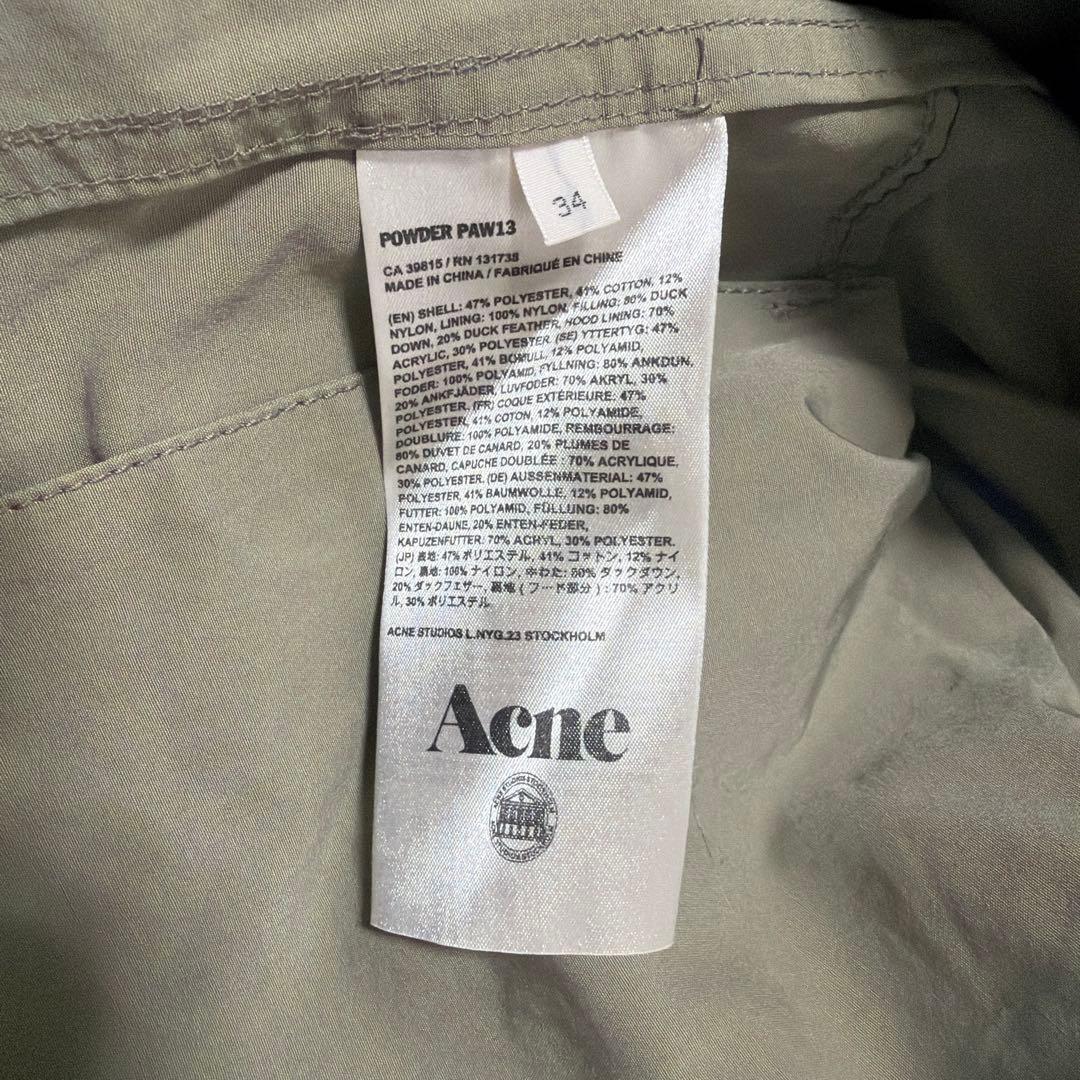 34
POWDER PAW13
CA 39815 / RN 131738
MADE IN CHINA / FABRIQUÉ EN CHINE
(EN) SHELL: 47% POLYESTER, 41% COTTON, 12%
NYLON, LINING: 100% NYLON, FILLING: 80% DUCK
DOWN, 20% DUCK FEATHER, HOOD LINING: 70%
ACRYLIC, 30% POLYESTER. (SE) YTTERTYG: 47%
POLYESTER, 41% BOMULL, 12% POLYAMID,
FODER: 100% POLYAMID, FYLLNING: 80% ANKDUN,
20% ANKFJÄDER, LUVFODER: 70% AKRYL, 30%
POLYESTER. (FR) COQUE EXTÉRIEURE: 47%
POLYESTER, 41% COTON, 12% POLYAMIDE,
DOUBLURE: 100% POLYAMIDE, REMBOURRAGE:
80% DUVET DE CANARD, 20% PLUMES DE
CANARD, CAPUCHE DOUBLÉE : 70% ACRYLIQUE,
30% POLYESTER. (DE) AUSSENMATERIAL: 47%
POLYESTER, 41% BAUMWOLLE, 12% POLYAMID,
FUTTER: 100% POLYAMID, FÜLLUNG: 80%
ENTEN-DAUNE, 20% ENTEN-FEDER,
KAPUZENFUTTER: 70% ACRYL, 30% POLYESTER.
(JP) 表地: 47% ポリエステル, 41% コットン, 12% ナイ
ロン, 裏地: 100% ナイロン, 中わた: 80% ダックダウン,
20% ダックフェザー, 裏地 ( フード部分 ) : 70% アクリ
ル, 30% ポリエステル
ACNE STUDIOS L.NYG.23 STOCKHOLM
Acne